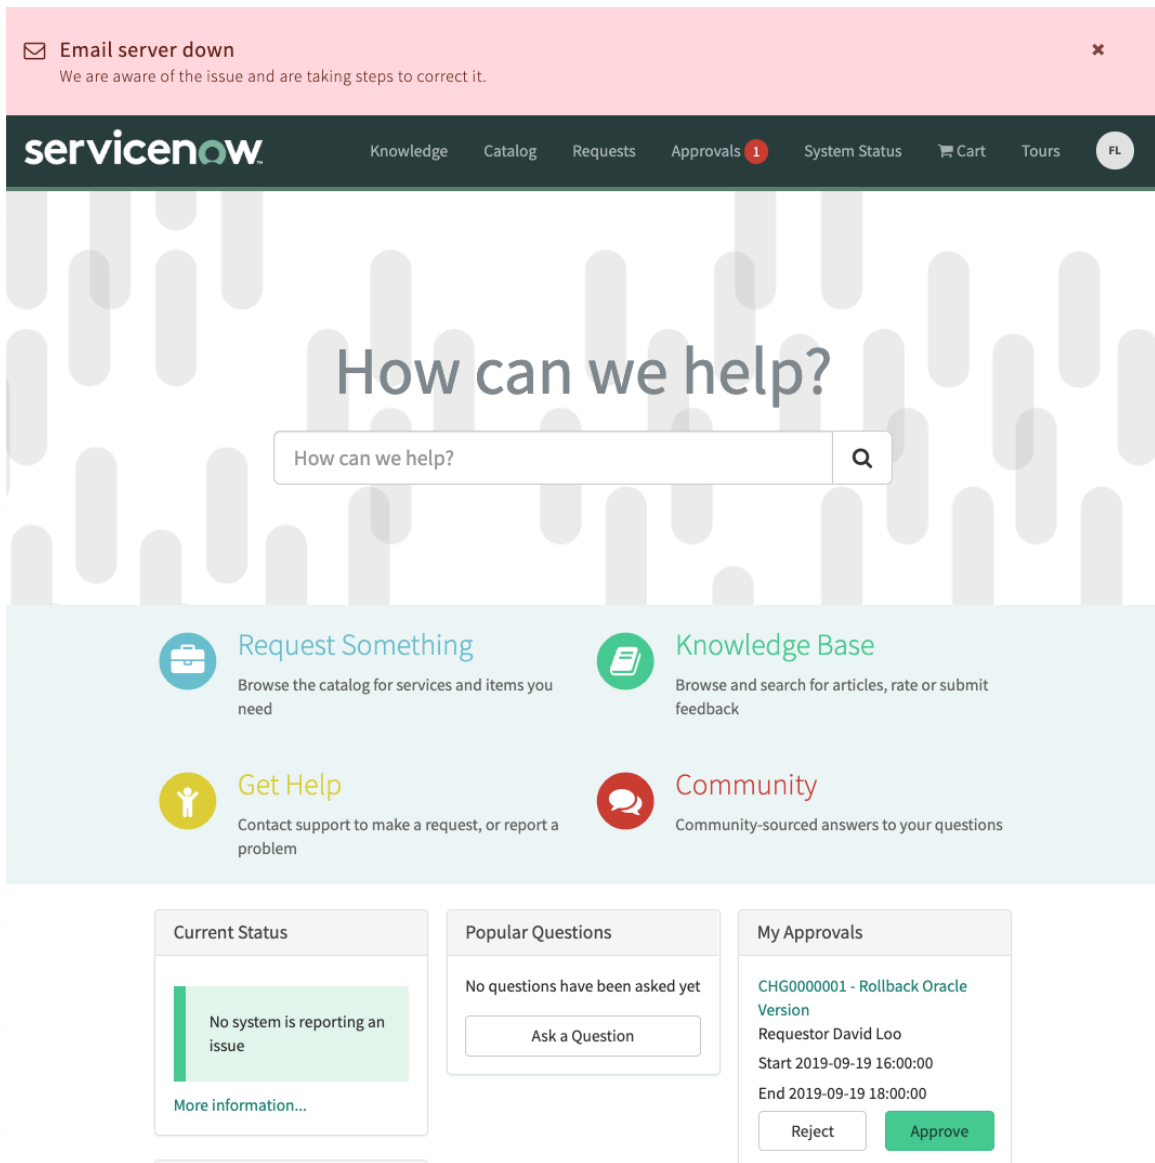 Email server down
We are aware of the issue and are taking steps to correct it.
servicenow
Knowledge
Catalog
Requests
Approvals 1
System Status
Cart
Tours
FL
How can we help?
How can we help?
Request Something
Browse the catalog for services and items you
need
Knowledge Base
Browse and search for articles, rate or submit
feedback
Get Help
Contact support to make a request, or report a
problem
Community
Community-sourced answers to your questions
Current Status
No system is reporting an
issue
More information...
Popular Questions
No questions have been asked yet
Ask a Question
My Approvals
CHG0000001 - Rollback Oracle
Version
Requestor David Loo
Start 2019-09-19 16:00:00
End 2019-09-19 18:00:00
Reject
Approve